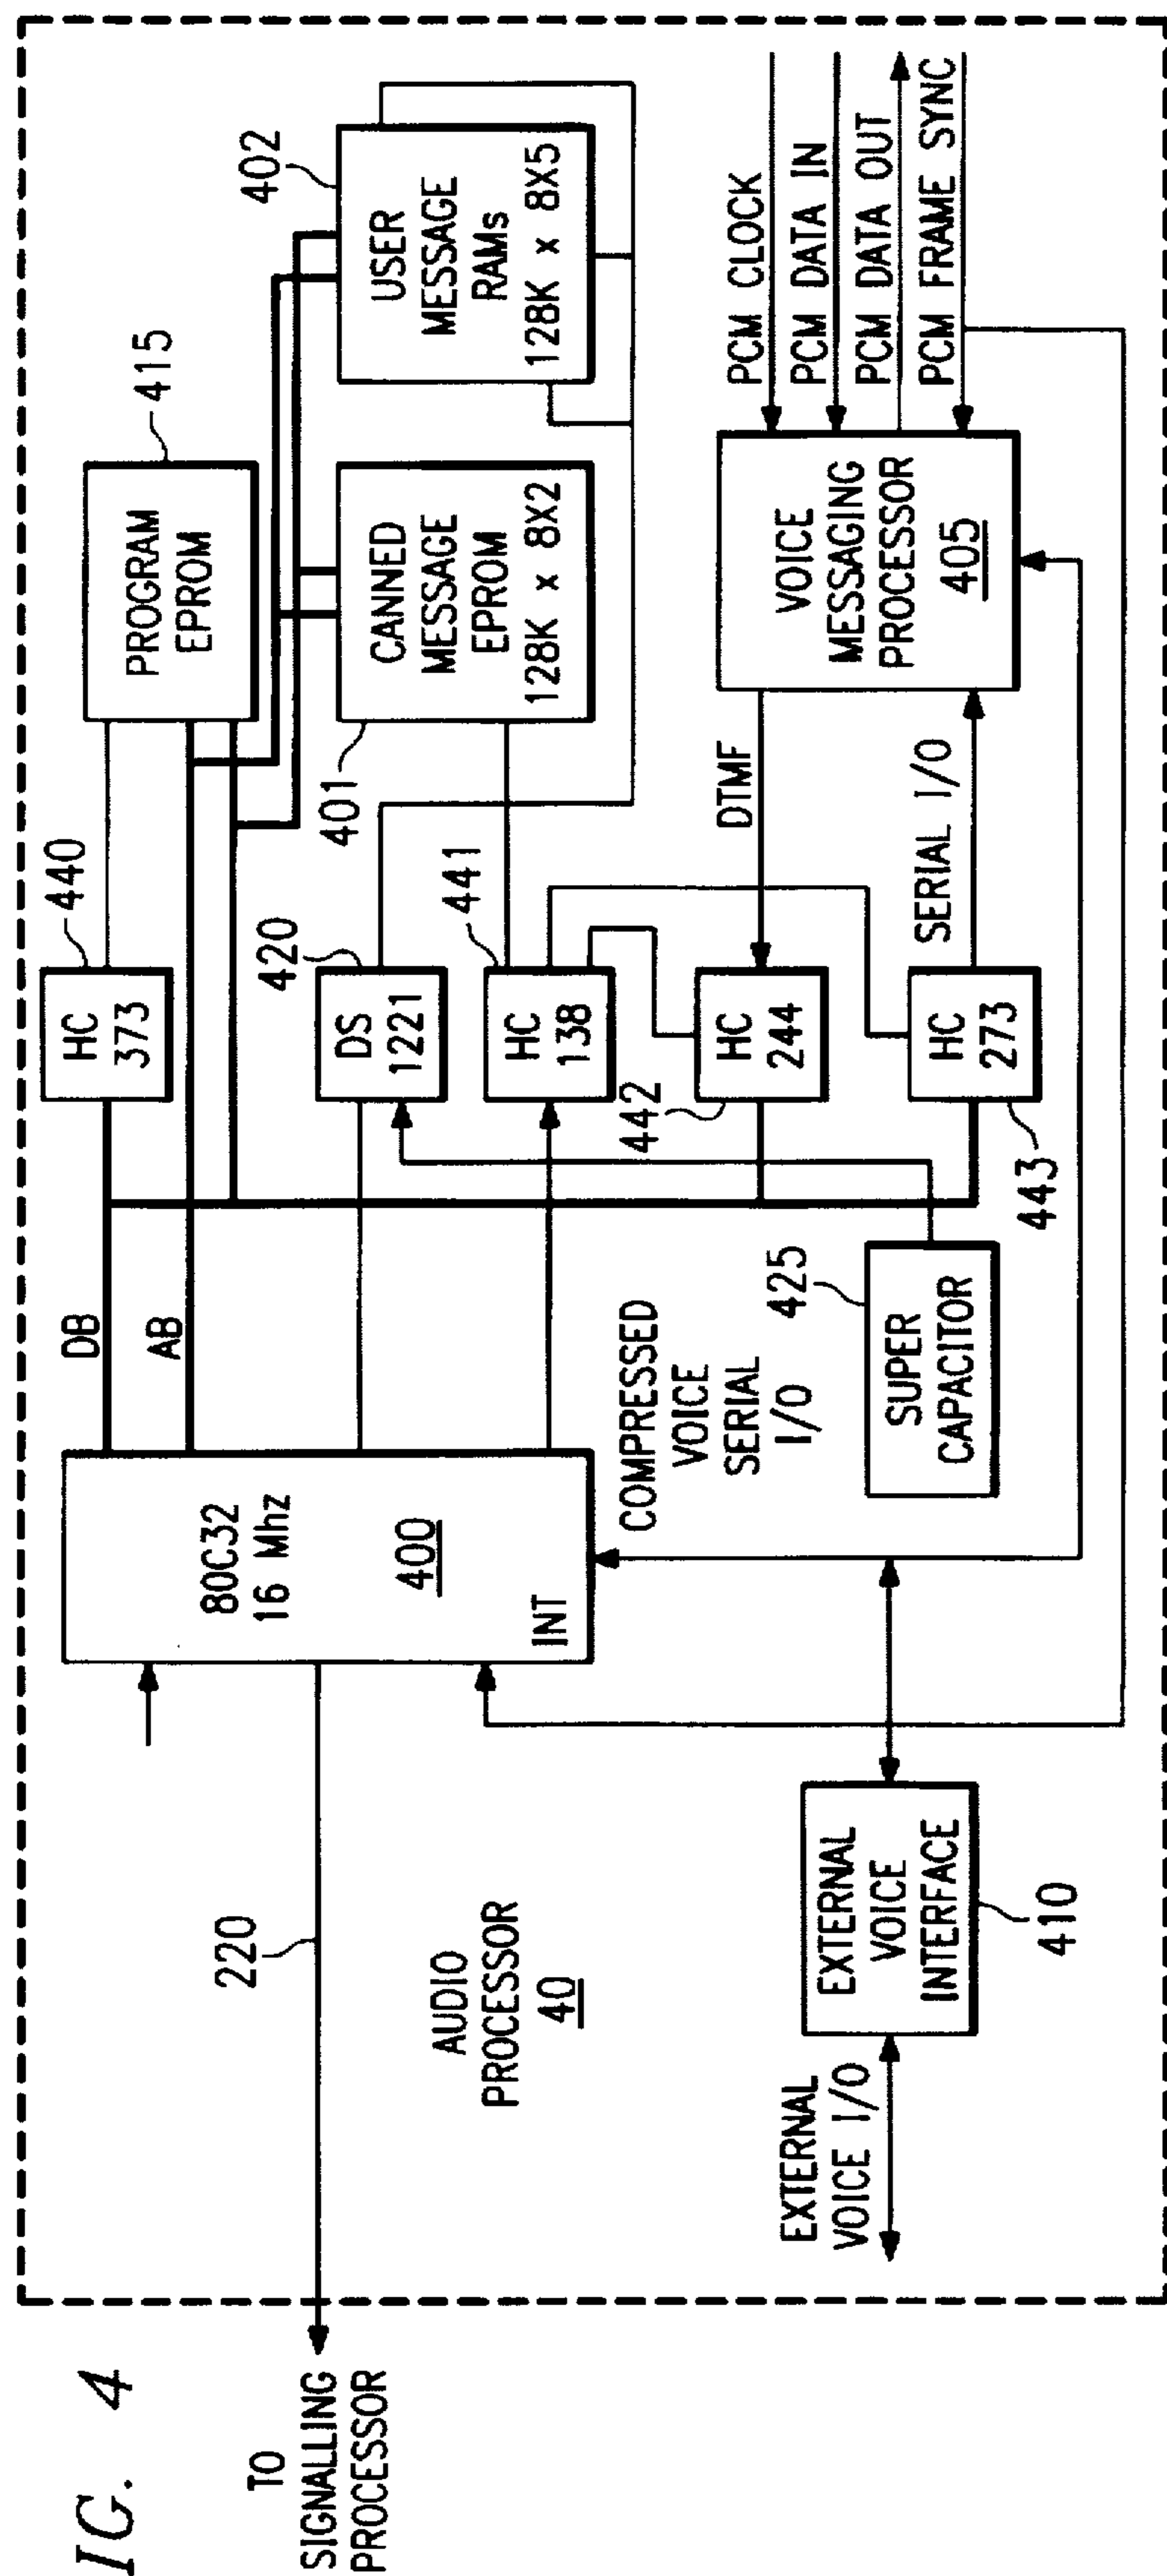 IG. 4
TO
SIGNALLING
PROCESSOR
220
AUDIO
PROCESSOR
40
EXTERNAL
VOICE I/O
EXTERNAL
VOICE
INTERFACE
410
80C32
16 Mhz
400
INT
DB
AB
COMPRESSED
VOICE
SERIAL
I/O
SUPER
CAPACITOR
425
HC
373
440
DS
1221
420
HC
138
441
HC
244
442
HC
273
443
PROGRAM
EPROM
415
CANNED
MESSAGE
EPROM
128K x 8X2
401
USER
MESSAGE
RAMs
128K x 8X5
402
DTMF
SERIAL I/O
VOICE
MESSAGING
PROCESSOR
405
PCM CLOCK
PCM DATA IN
PCM DATA OUT
PCM FRAME SYNC